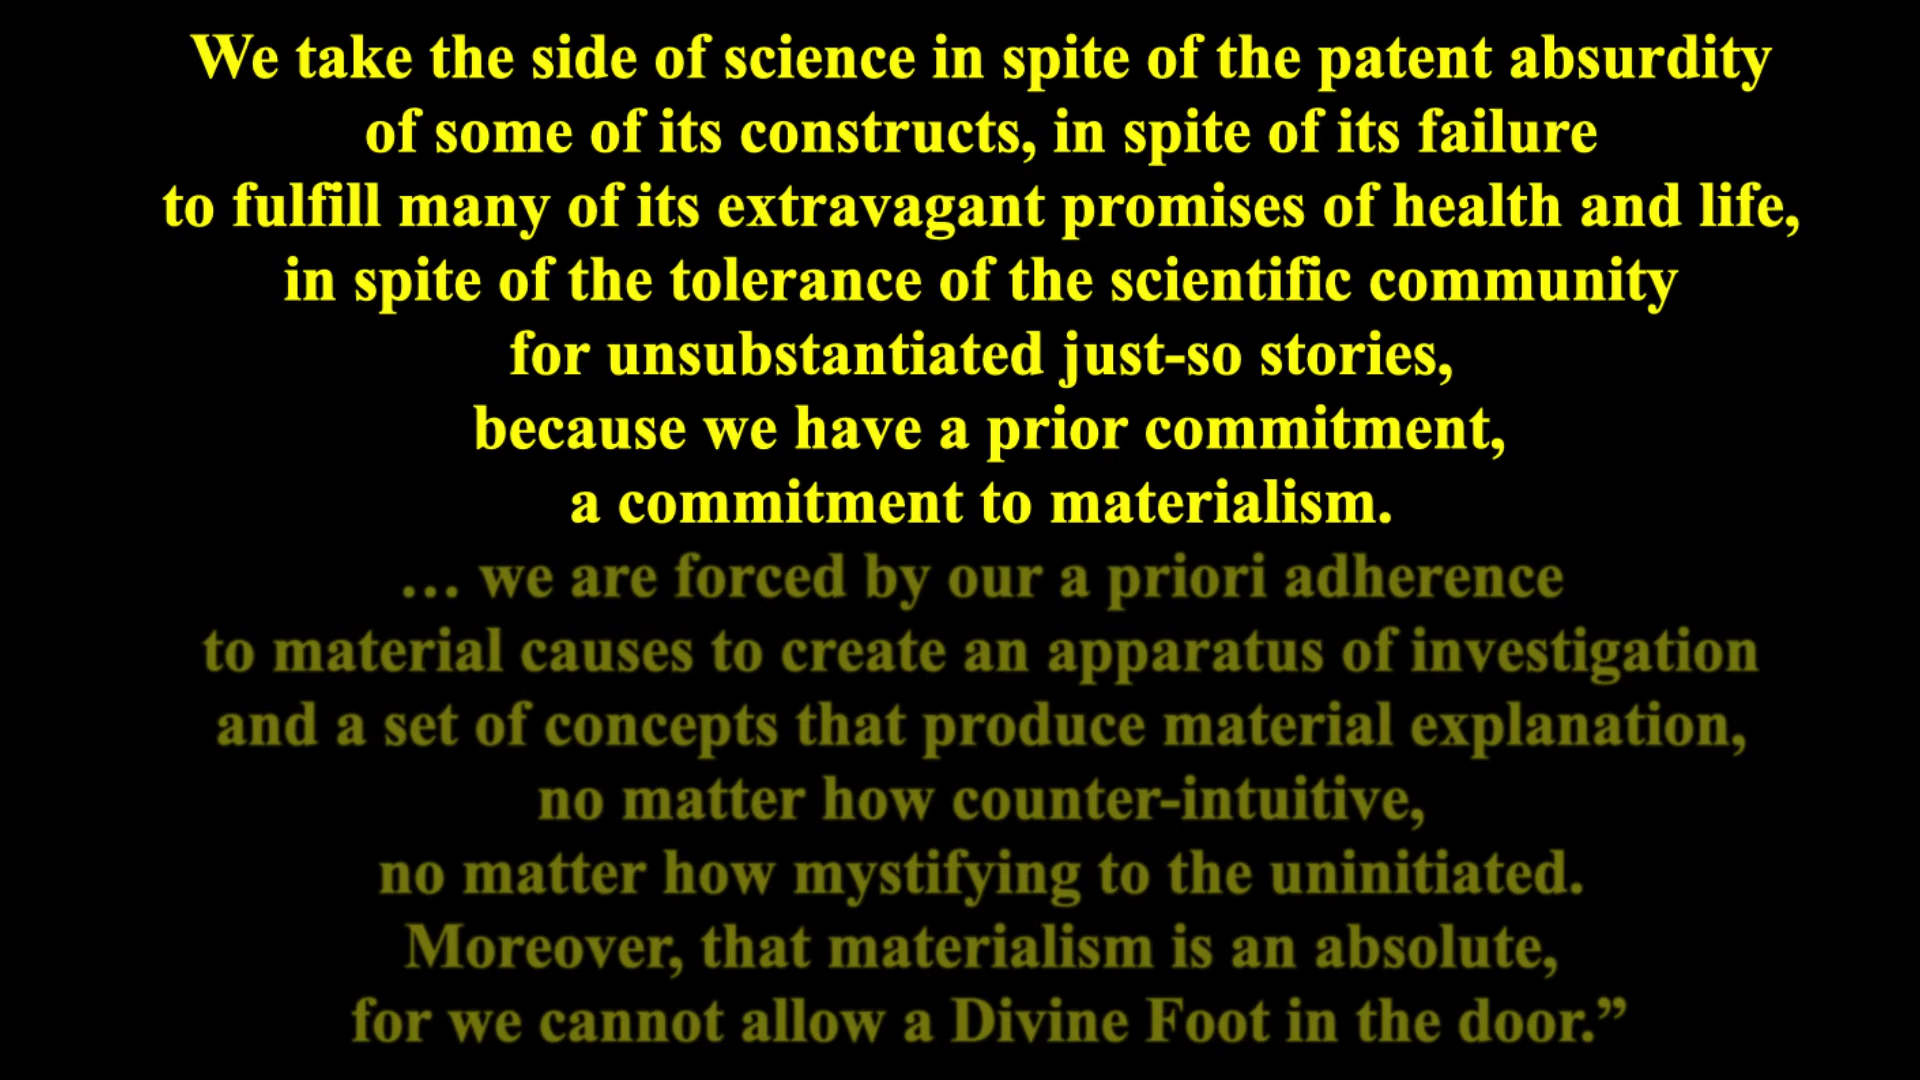 We take the side of science in spite of the patent absurdity
of some of its constructs, in spite of its failure
to fulfill many of its extravagant promises of health and life,
in spite of the tolerance of the scientific community
for unsubstantiated just-so stories,
because we have a prior commitment,
a commitment to materialism.
… we are forced by our a priori adherence
to material causes to create an apparatus of investigation
and a set of concepts that produce material explanation,
no matter how counter-intuitive,
no matter how mystifying to the uninitiated.
Moreover, that materialism is an absolute,
for we cannot allow a Divine Foot in the door.”